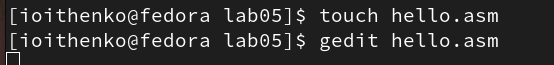 [ioithenko@fedora lab05]$ touch hello.asm
[ioithenko@fedora lab05]$ gedit hello.asm